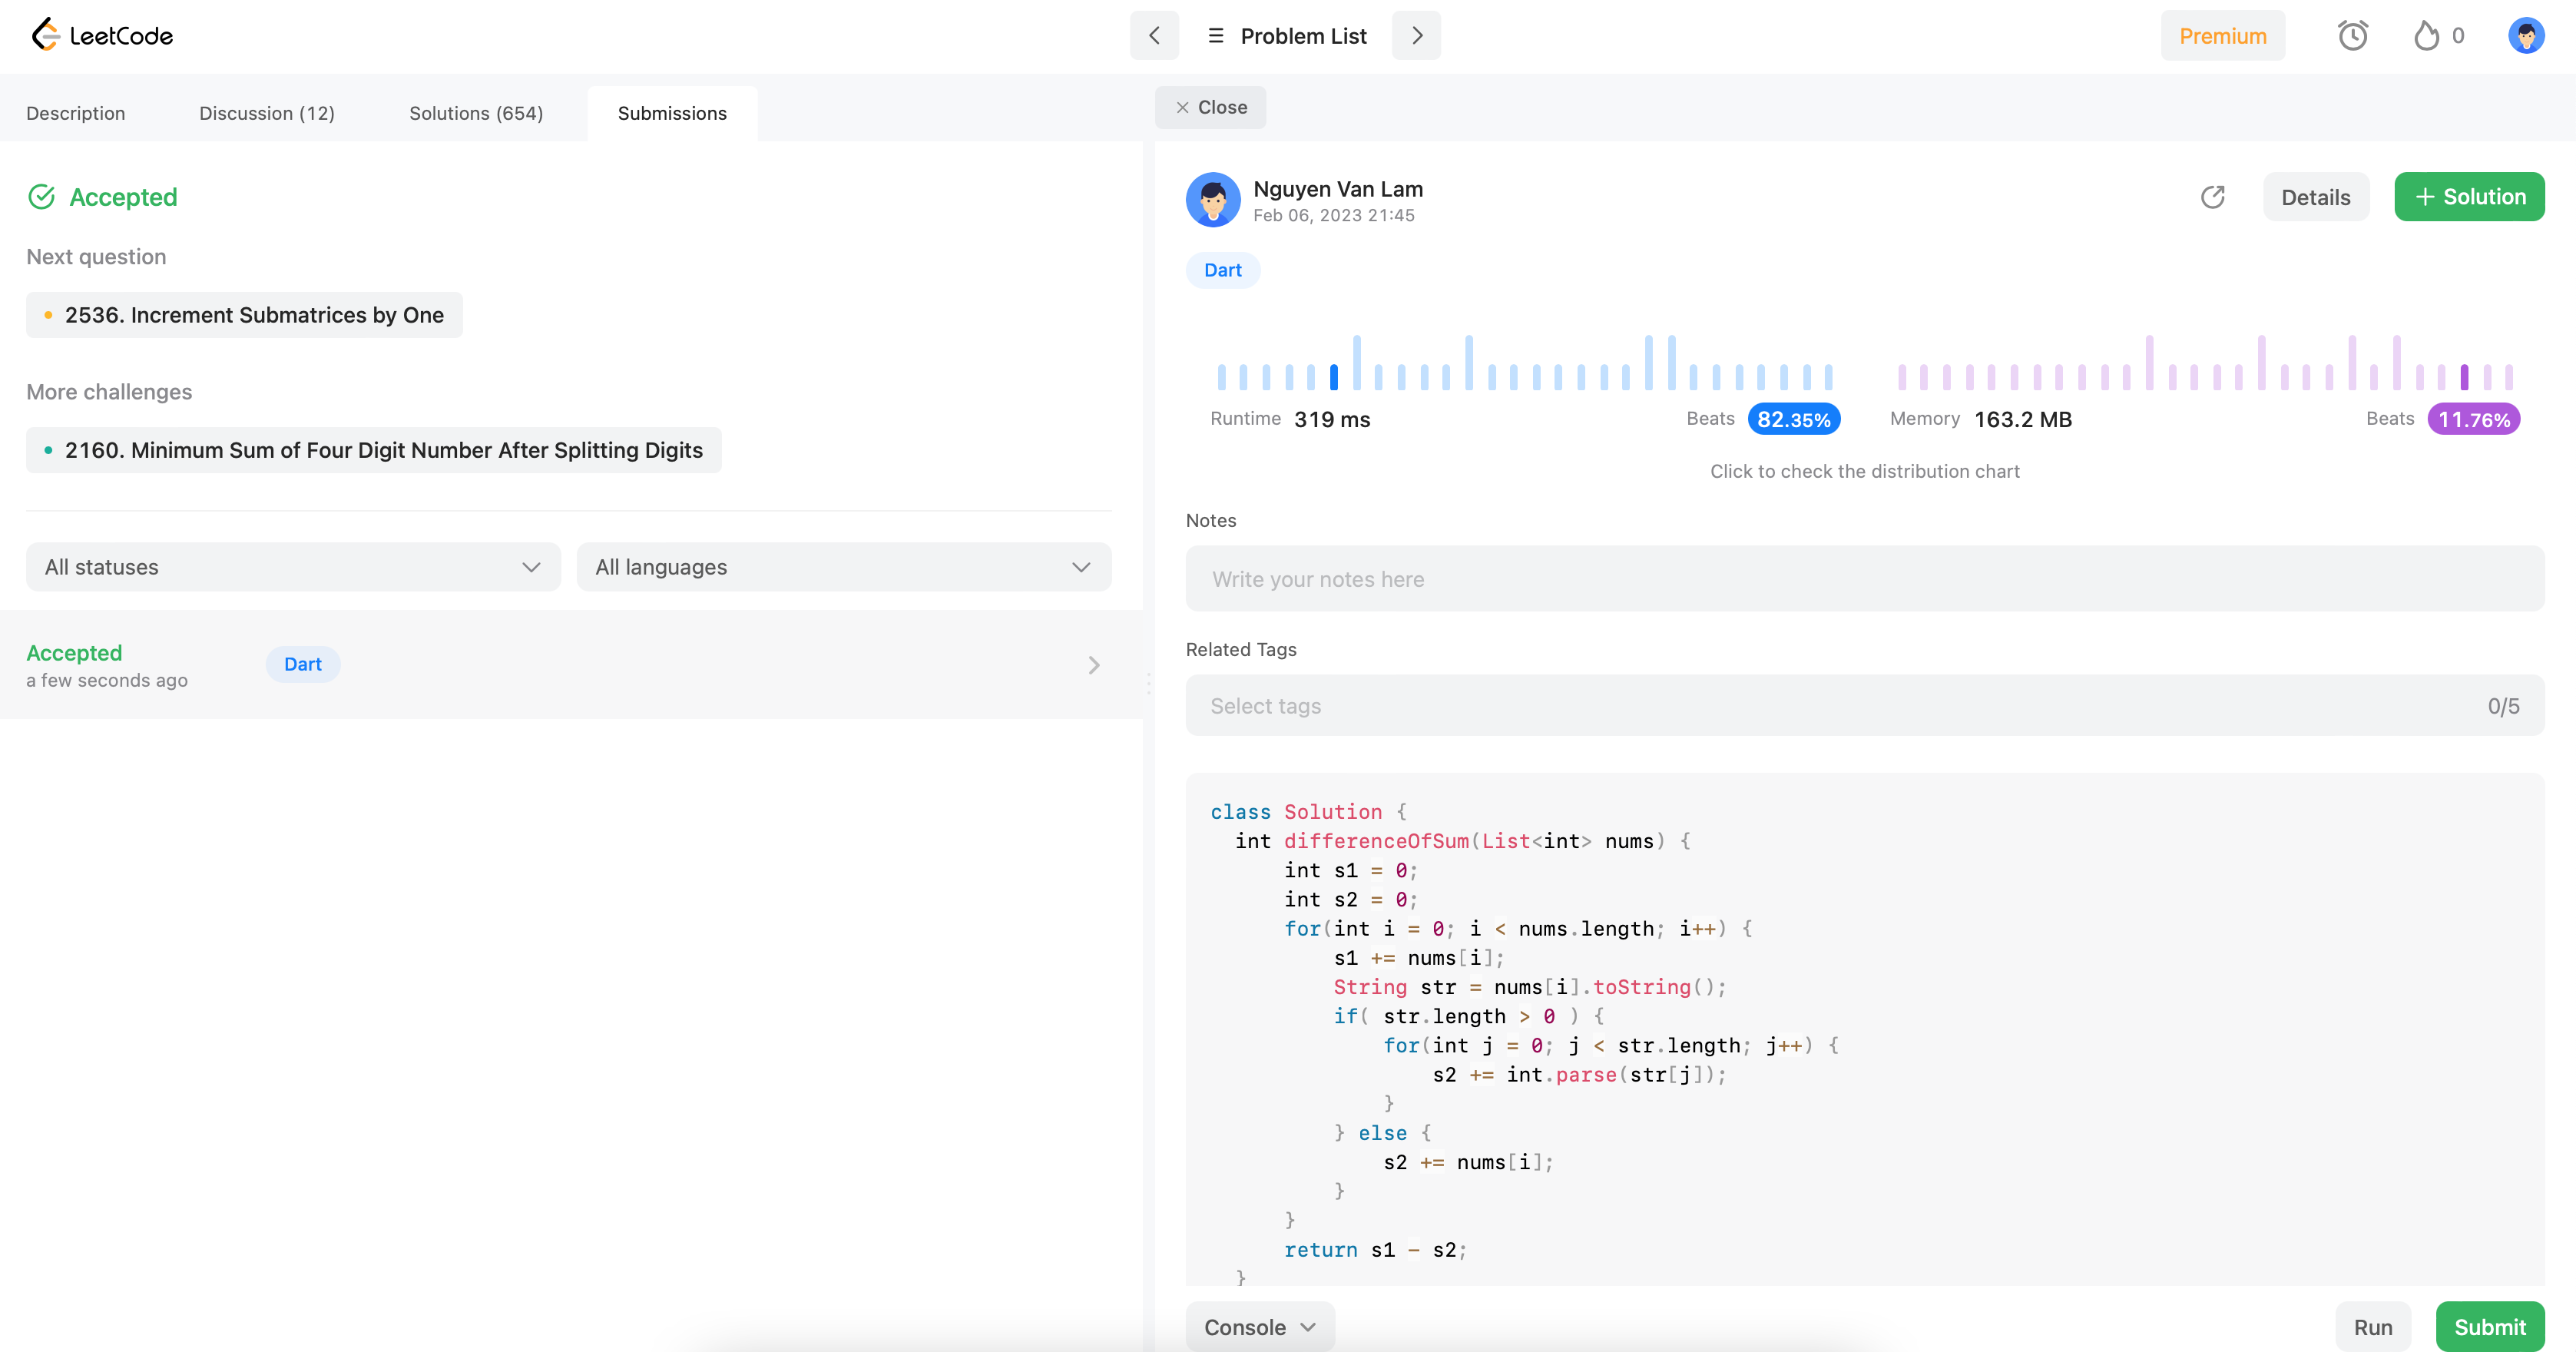 LeetCode
Problem List
Premium
0
Description
Discussion (12)
Solutions (654)
Submissions
Close
Accepted
Next question
2536. Increment Submatrices by One
More challenges
2160. Minimum Sum of Four Digit Number After Splitting Digits
All statuses
All languages
Accepted
a few seconds ago
Dart
Nguyen Van Lam
Feb 06, 2023 21:45
Details
+ Solution
Dart
Runtime 319 ms
Beats 82.35%
Memory 163.2 MB
Beats 11.76%
Click to check the distribution chart
Notes
Write your notes here
Related Tags
Select tags
0/5
class Solution {
  int differenceOfSum(List<int> nums) {
      int s1 = 0;
      int s2 = 0;
      for(int i = 0; i < nums.length; i++) {
          s1 += nums[i];
          String str = nums[i].toString();
          if( str.length > 0 ) {
              for(int j = 0; j < str.length; j++) {
                  s2 += int.parse(str[j]);
              }
          } else {
              s2 += nums[i];
          }
      }
      return s1 - s2;
  }
Console
Run
Submit